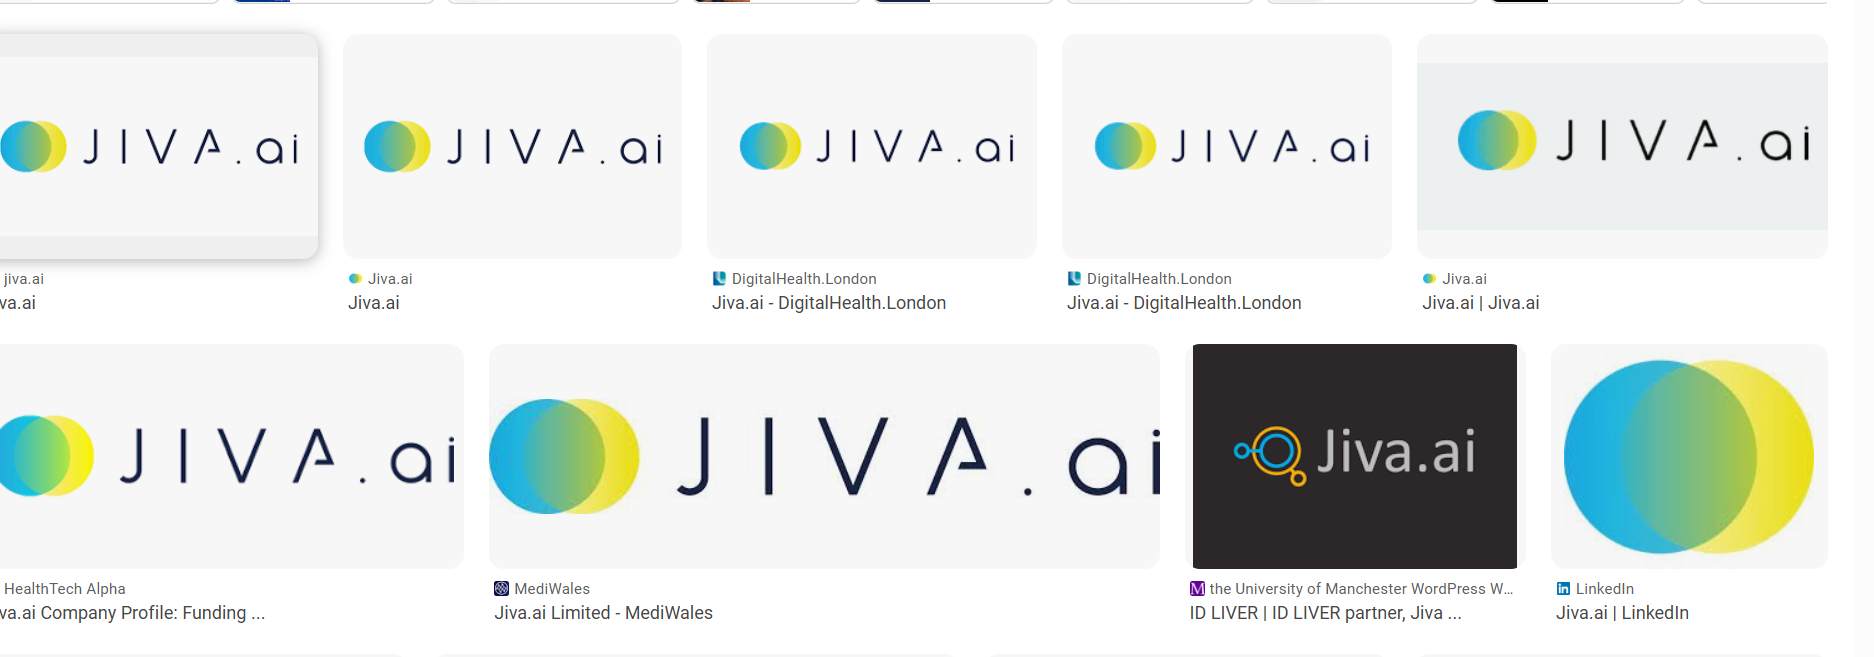 JIVA.ai
JIVA.ai
JIVA.ai
JIVA.ai
JIVA.ai
jiva.ai
Jiva.ai
DigitalHealth.London
DigitalHealth.London
Jiva.ai
va.ai
Jiva.ai
Jiva.ai - DigitalHealth.London
Jiva.ai - DigitalHealth.London
Jiva.ai | Jiva.ai
JIVA.ai
JIVA.ai
Jiva.ai
HealthTech Alpha
MediWales
M the University of Manchester WordPress W...
in LinkedIn
va.ai Company Profile: Funding ...
Jiva.ai Limited - MediWales
ID LIVER | ID LIVER partner, Jiva ...
Jiva.ai | LinkedIn